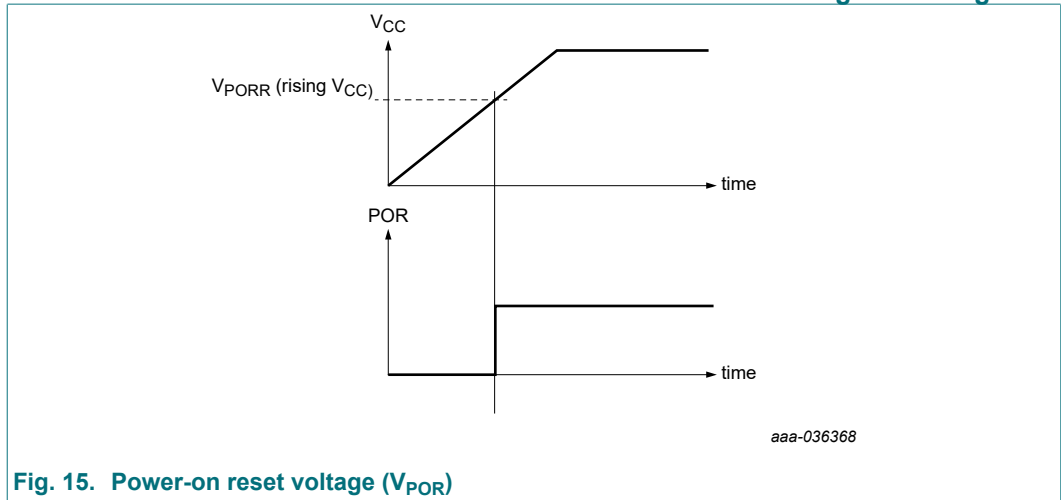 VCC
VPORR (rising VCC)
time
POR
time
aaa-036368
Fig. 15. Power-on reset voltage (VPOR)